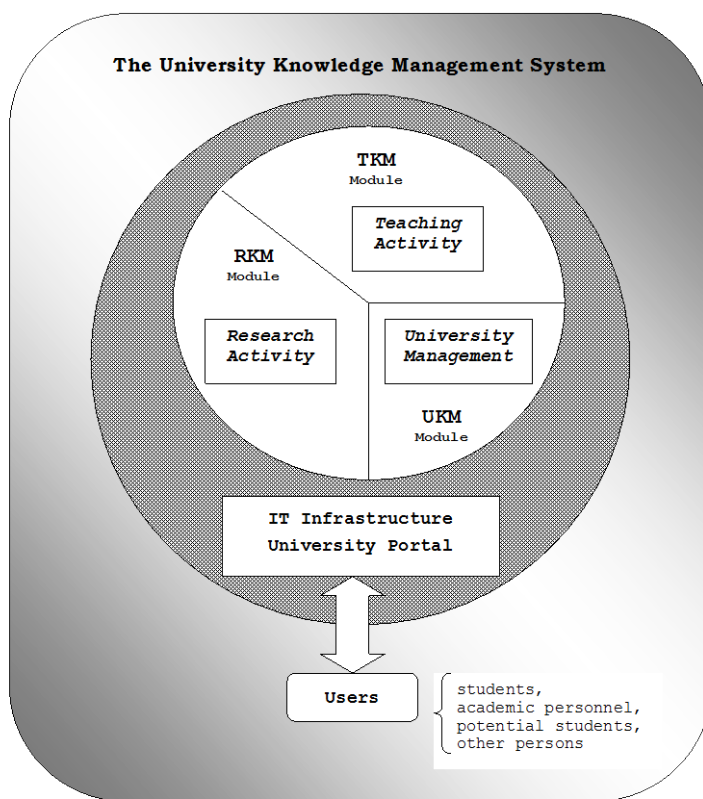 The University Knowledge Management System
TKM
Module
Teaching
Activity
RKM
Module
Research
Activity
University
Management
UKM
Module
IT Infrastructure
University Portal
Users
students,
academic personnel,
potential students,
other persons